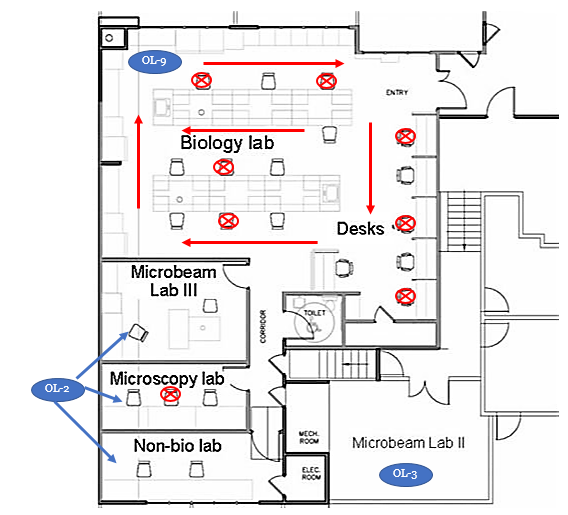 OL-9
ENTRY
Biology lab
Desks
Microbeam
Lab III
TOILET
CORRIDOR
OL-2
Microscopy lab
Non-bio lab
MECH.
ROOM
Microbeam Lab II
ELEC.
ROOM
OL-3